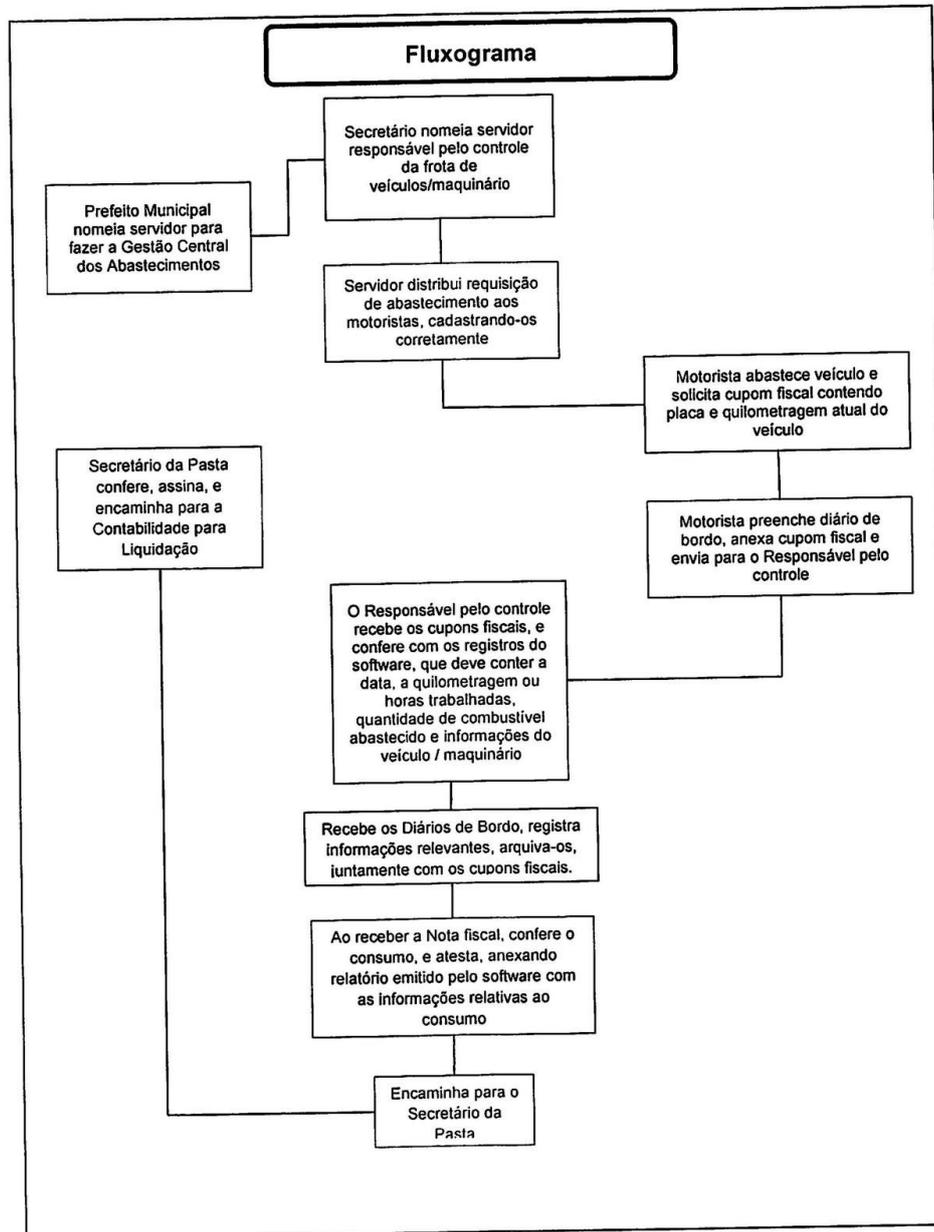 Fluxograma
Secretário nomeia servidor
responsável pelo controle
da frota de
veículos/maquinário
Prefeito Municipal
nomeia servidor para
fazer a Gestão Central
dos Abastecimentos
Servidor distribui requisição
de abastecimento aos
motoristas, cadastrando-os
corretamente
Motorista abastece veículo e
solicita cupom fiscal contendo
placa e quilometragem atual do
veículo
Motorista preenche diário de
bordo, anexa cupom fiscal e
envia para o Responsável pelo
controle
O Responsável pelo controle
recebe os cupons fiscais, e
confere com os registros do
software, que deve conter a
data, a quilometragem ou
horas trabalhadas,
quantidade de combustível
abastecido e informações do
veículo / maquinário
Recebe os Diários de Bordo, registra
informações relevantes, arquiva-os,
juntamente com os cupons fiscais.
Ao receber a Nota fiscal, confere o
consumo, e atesta, anexando
relatório emitido pelo software com
as informações relativas ao
consumo
Encaminha para o
Secretário da
Pasta
Secretário da Pasta
confere, assina, e
encaminha para a
Contabilidade para
Liquidação